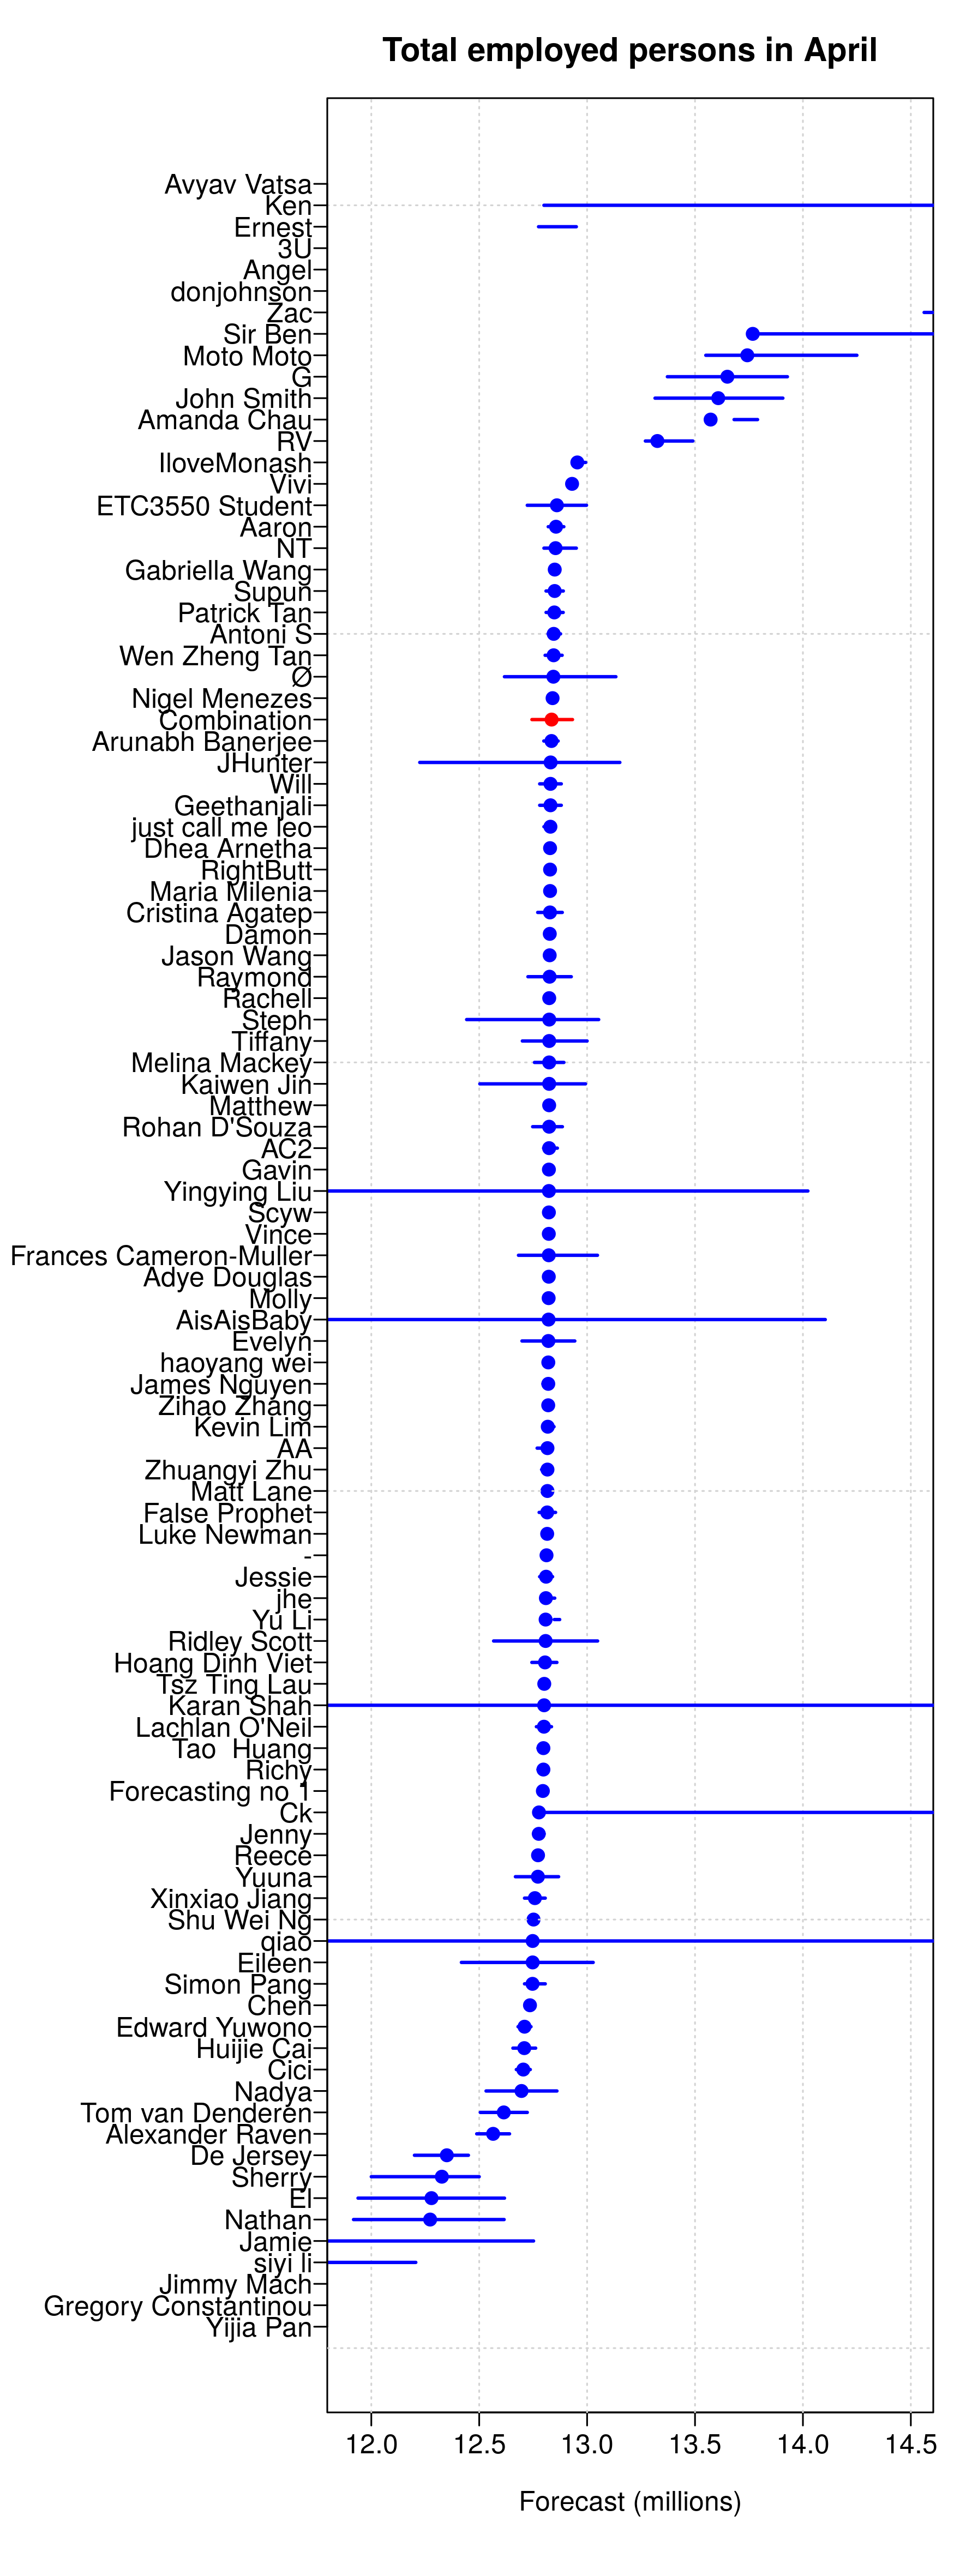 Total employed persons in April
Avyav Vatsa
Ken
Ernest
3U
Angel
donjohnson
Zac
Sir Ben
Moto Moto
G
John Smith
Amanda Chau
RV
IloveMonash
Vivi
ETC3550 Student
Aaron
NT
Gabriella Wang
Supun
Patrick Tan
Antoni S
Wen Zheng Tan
Ø
Nigel Menezes
Combination
Arunabh Banerjee
JHunter
Will
Geethanjali
just call me leo
Dhea Arnetha
RightButt
Maria Milenia
Cristina Agatep
Damon
Jason Wang
Raymond
Rachell
Steph
Tiffany
Melina Mackey
Kaiwen Jin
Matthew
Rohan D'Souza
AC2
Gavin
Yingying Liu
Scyw
Vince
Frances Cameron-Muller
Adye Douglas
Molly
AisAisBaby
Evelyn
haoyang wei
James Nguyen
Zihao Zhang
Kevin Lim
AA
Zhuangyi Zhu
Matt Lane
False Prophet
Luke Newman
-
Jessie
jhe
Yu Li
Ridley Scott
Hoang Dinh Viet
Tsz Ting Lau
Karan Shah
Lachlan O'Neil
Tao  Huang
Richy
Forecasting no 1
Ck
Jenny
Reece
Yuuna
Xinxiao Jiang
Shu Wei Ng
qiao
Eileen
Simon Pang
Chen
Edward Yuwono
Huijie Cai
Cici
Nadya
Tom van Denderen
Alexander Raven
De Jersey
Sherry
El
Nathan
Jamie
siyi li
Jimmy Mach
Gregory Constantinou
Yijia Pan
12.0 12.5 13.0 13.5 14.0 14.5
Forecast (millions)